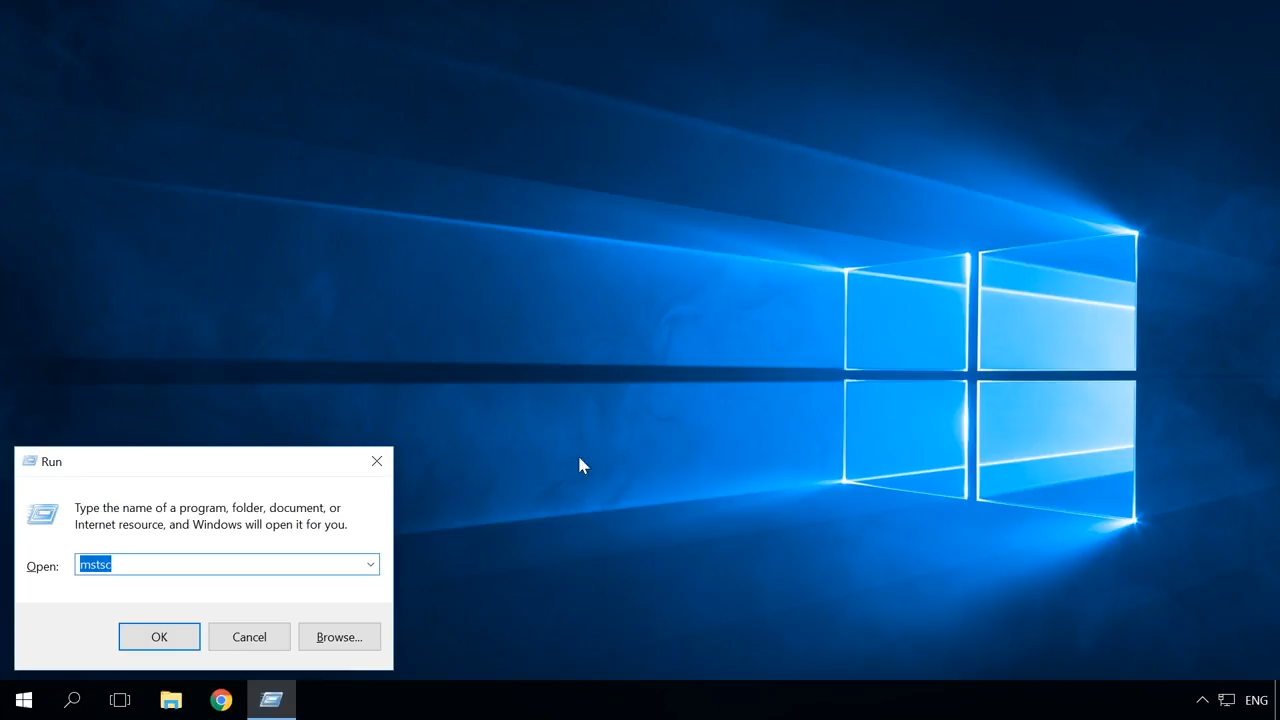 Run
Type the name of a program, folder, document, or
Internet resource, and Windows will open it for you.
Open:
mstsc
OK
Cancel
Browse...
ENG